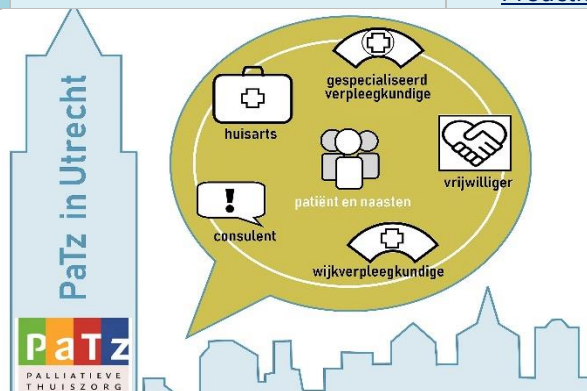 PaTz in Utrecht
gespecialiseerd
verpleegkundige
huisarts
vrijwilliger
patiënt en naasten
!
consulent
wijkverpleegkundige
PaTz
PALLIATIEVE
THUISZORG